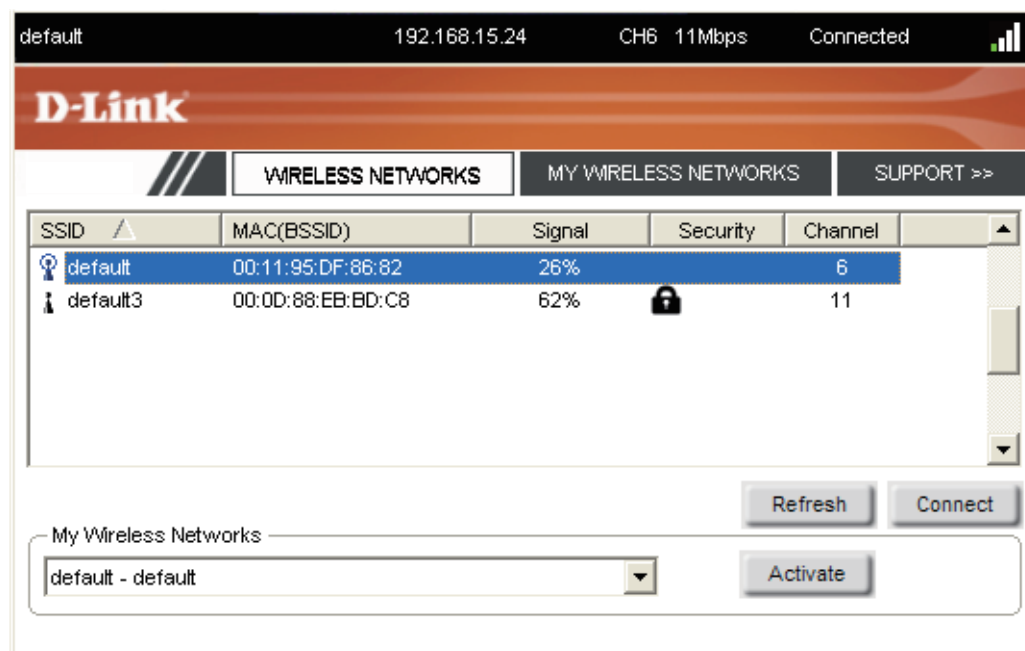 default 192.168.15.24 CH6 11Mbps Connected
D-Link
WIRELESS NETWORKS MY WIRELESS NETWORKS SUPPORT >>
SSID MAC(BSSID) Signal Security Channel
default 00:11:95:DF:86:82 26% 6
default3 00:0D:88:EB:BD:C8 62% 11
Refresh Connect
My Wireless Networks
default - default Activate